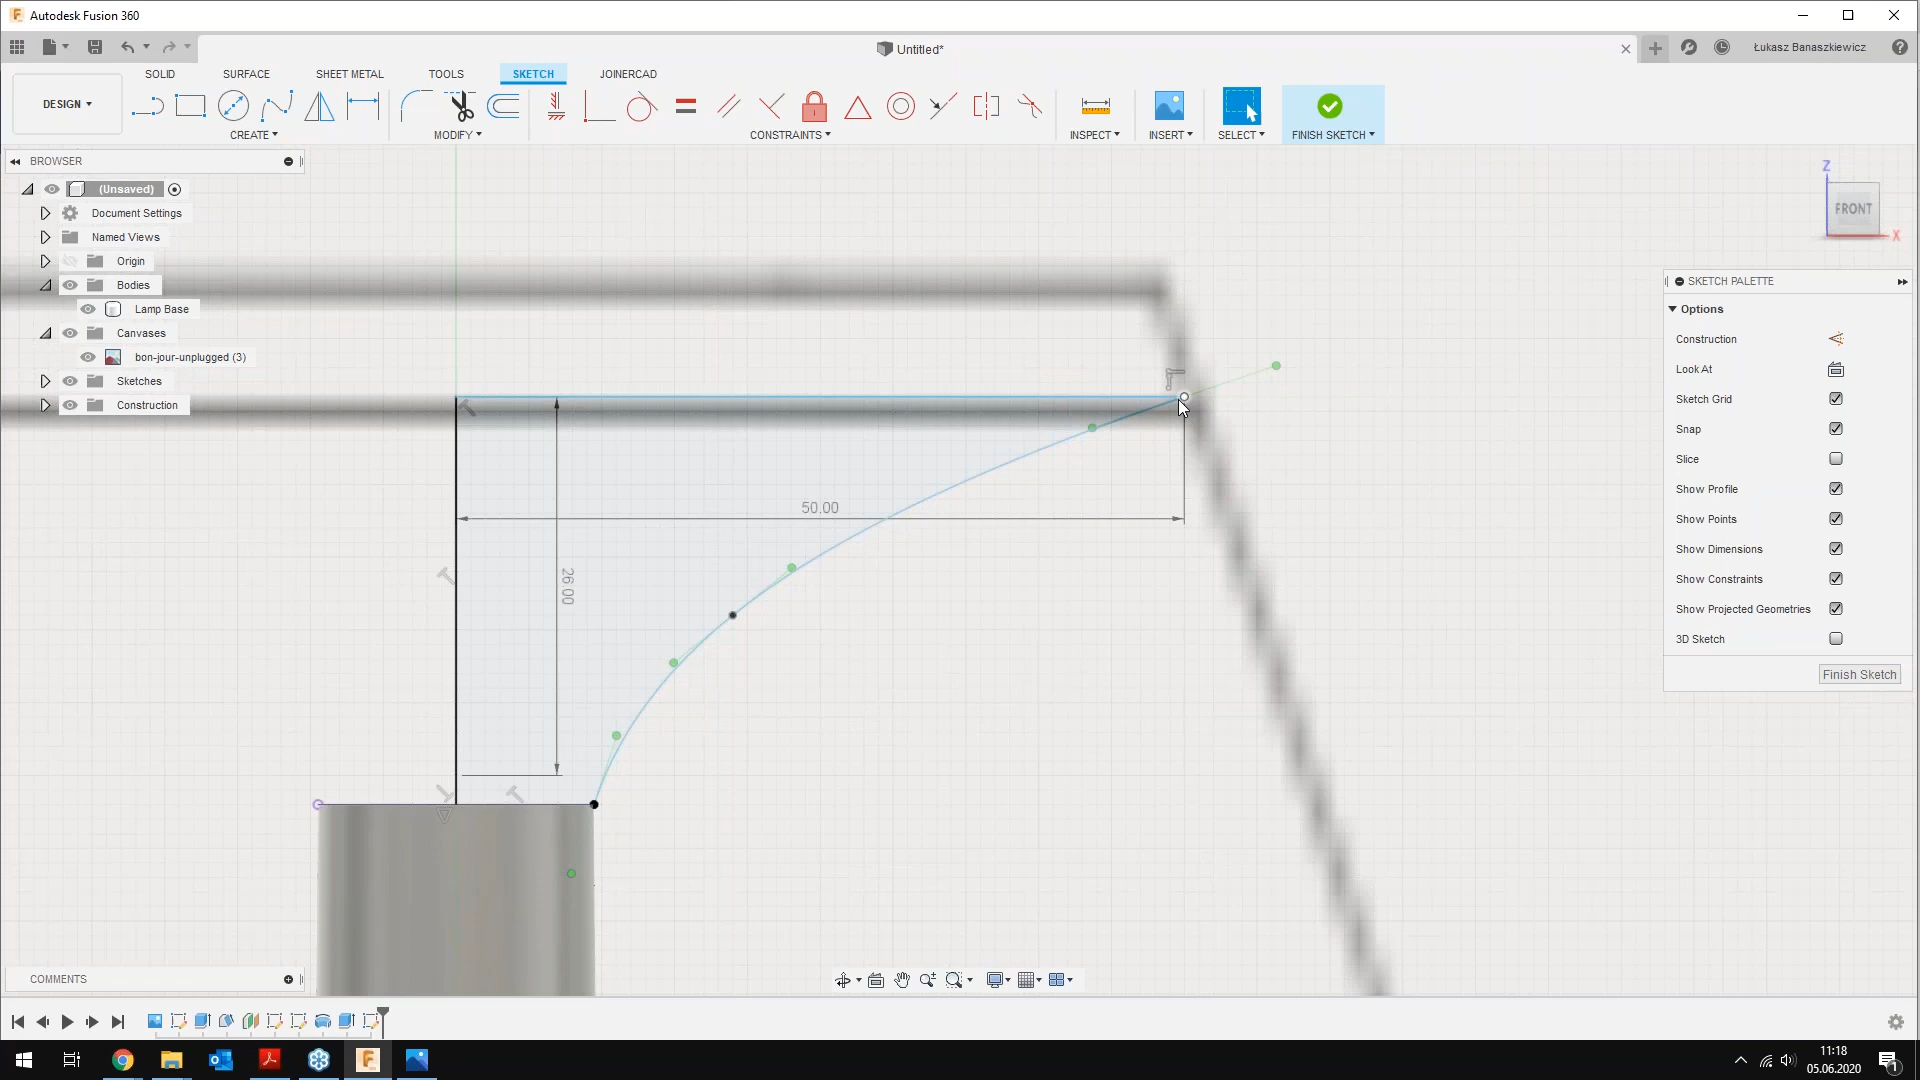 Autodesk Fusion 360
Untitled*
Łukasz Banaszkiewicz
SOLID SURFACE SHEET METAL TOOLS SKETCH JOINERCAD
DESIGN
CREATE MODIFY CONSTRAINTS INSPECT INSERT SELECT FINISH SKETCH
BROWSER
(Unsaved)
Document Settings
Named Views
Origin
Bodies
Lamp Base
Canvases
bon-jour-unplugged (3)
Sketches
Construction
Z
FRONT
X
50.00
26.00
SKETCH PALETTE
Options
Construction
Look At
Sketch Grid
Snap
Slice
Show Profile
Show Points
Show Dimensions
Show Constraints
Show Projected Geometries
3D Sketch
Finish Sketch
COMMENTS
11:18
05.06.2020
1